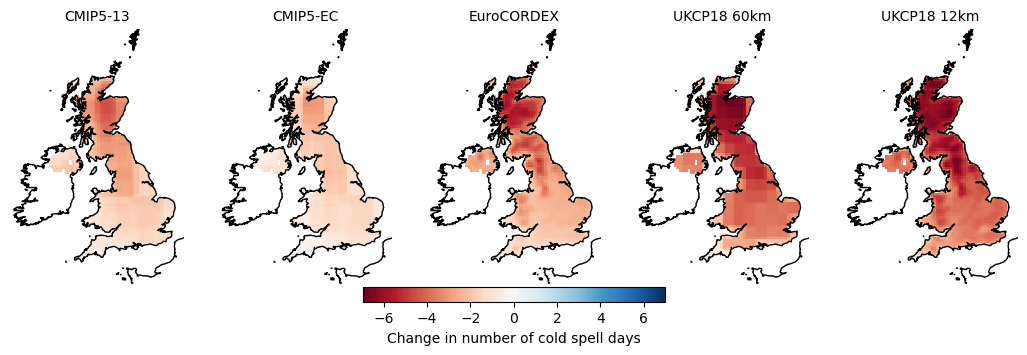 CMIP5-13 CMIP5-EC EuroCORDEX UKCP18 60km UKCP18 12km
−6 −4 −2 0 2 4 6
Change in number of cold spell days